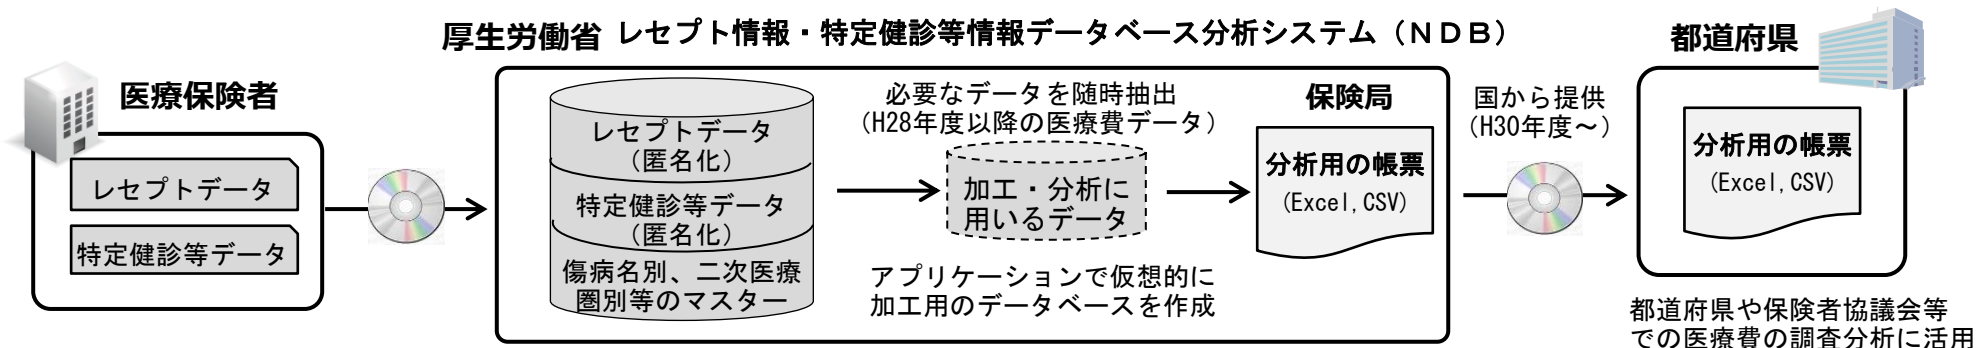 厚生労働省 レセプト情報・特定健診等情報データベース分析システム（ＮＤＢ）
医療保険者
レセプトデータ
特定健診等データ
レセプトデータ
（匿名化）
特定健診等データ
（匿名化）
傷病名別、二次医療
圏別等のマスター
必要なデータを随時抽出
（H28年度以降の医療費データ）
加工・分析に
用いるデータ
アプリケーションで仮想的に
加工用のデータベースを作成
保険局
分析用の帳票
（Excel,CSV）
国から提供
（H30年度～）
都道府県
分析用の帳票
（Excel,CSV）
都道府県や保険者協議会等
での医療費の調査分析に活用